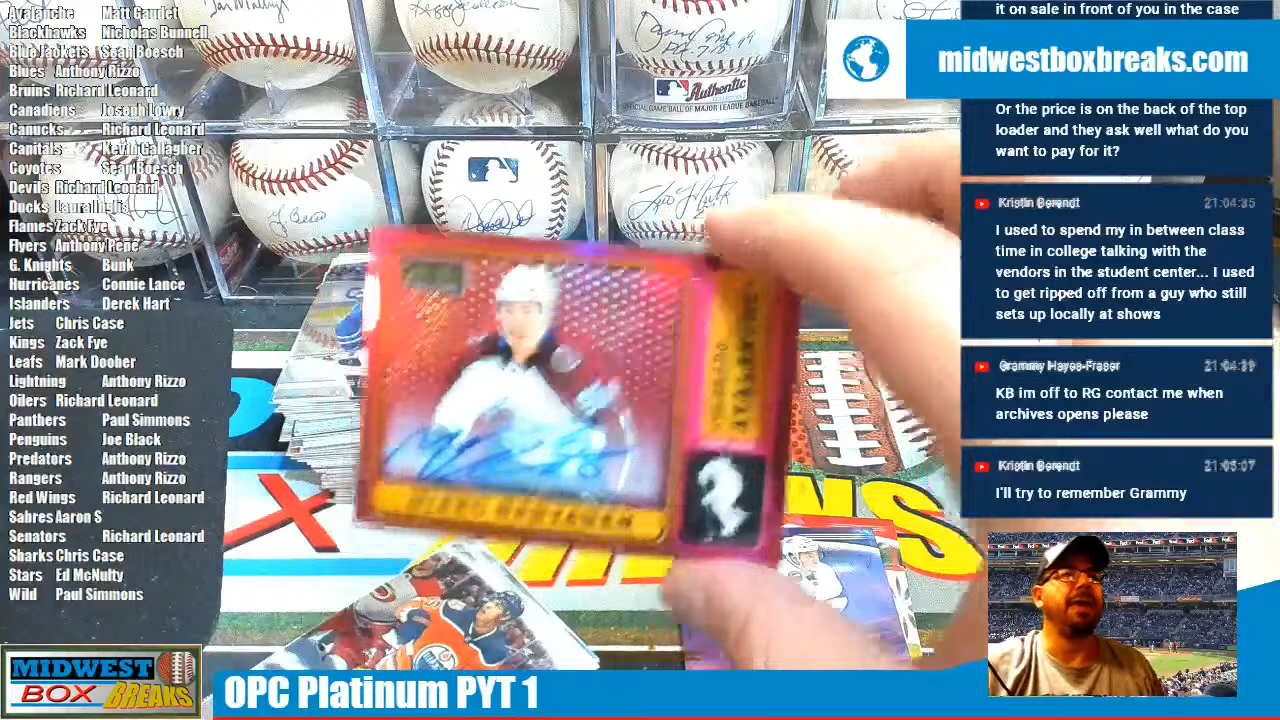 Avalanche Matt Gaudet
Blackhawks Nicholas Bunnell
Blue Jackets Sean Boesch
Blues Anthony Rizzo
Bruins Richard Leonard
Canadiens Joseph Lowry
Canucks Richard Leonard
Capitals Kevin Gallagher
Coyotes Sean Boesch
Devils Richard Leonard
Ducks
Flames Zack Fye
Flyers Anthony Pene
G. Knights Bunk
Hurricanes Connie Lance
Islanders Derek Hart
Jets Chris Case
Kings Zack Fye
Leafs Mark Doober
Lightning Anthony Rizzo
Oilers Richard Leonard
Panthers Paul Simmons
Penguins Joe Black
Predators Anthony Rizzo
Rangers Anthony Rizzo
Red Wings Richard Leonard
Sabres Aaron S
Senators Richard Leonard
Sharks Chris Case
Stars Ed McNulty
Wild Paul Simmons
MIDWEST
BOX BREAKS
OPC Platinum PYT 1
Authentic
OFFICIAL GAME BALL OF MAJOR LEAGUE BASEBALL
it on sale in front of you in the case
midwestboxbreaks.com
Or the price is on the back of the top
loader and they ask well what do you
want to pay for it?
Kristin Berendt 21:04:35
I used to spend my in between class
time in college talking with the
vendors in the student center... I used
to get ripped off from a guy who still
sets up locally at shows
Grammy Hayes-Fraser
KB im off to RG contact me when
archives opens please
Kristin Berendt 21:05:07
I'll try to remember Grammy